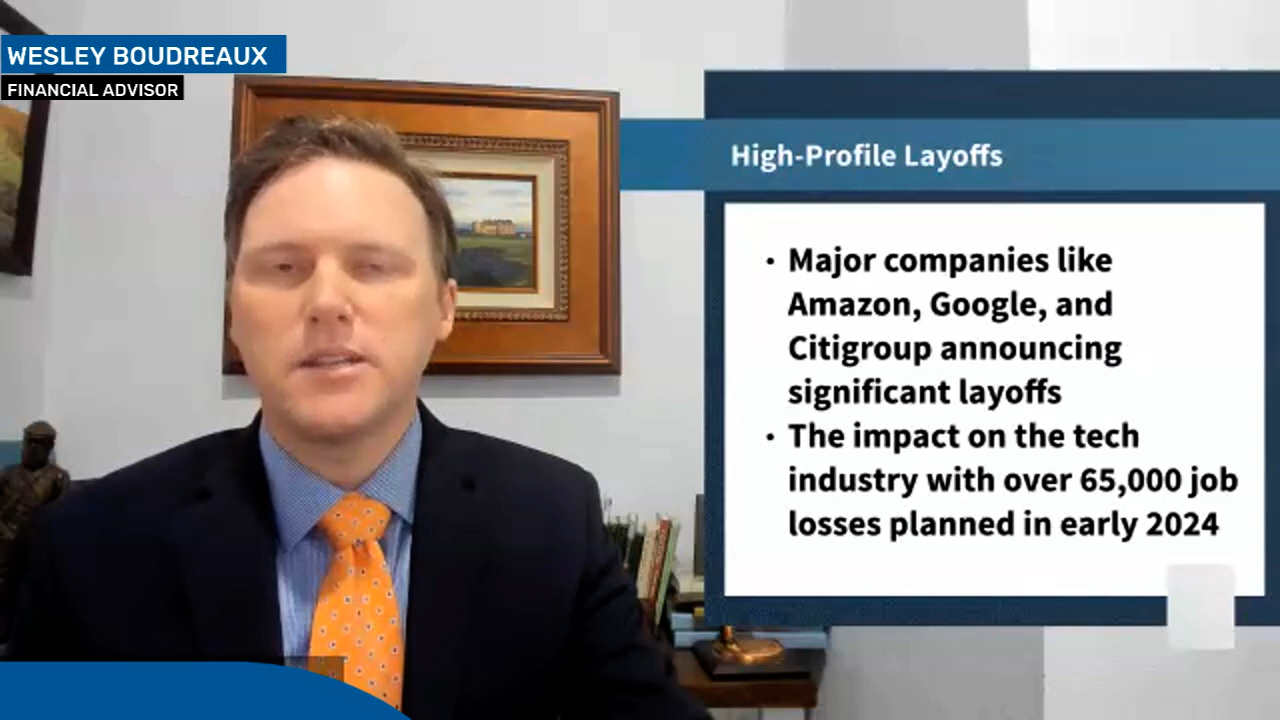 WESLEY BOUDREAUX
FINANCIAL ADVISOR
High-Profile Layoffs
• Major companies like
Amazon, Google, and
Citigroup announcing
significant layoffs
• The impact on the tech
industry with over 65,000 job
losses planned in early 2024